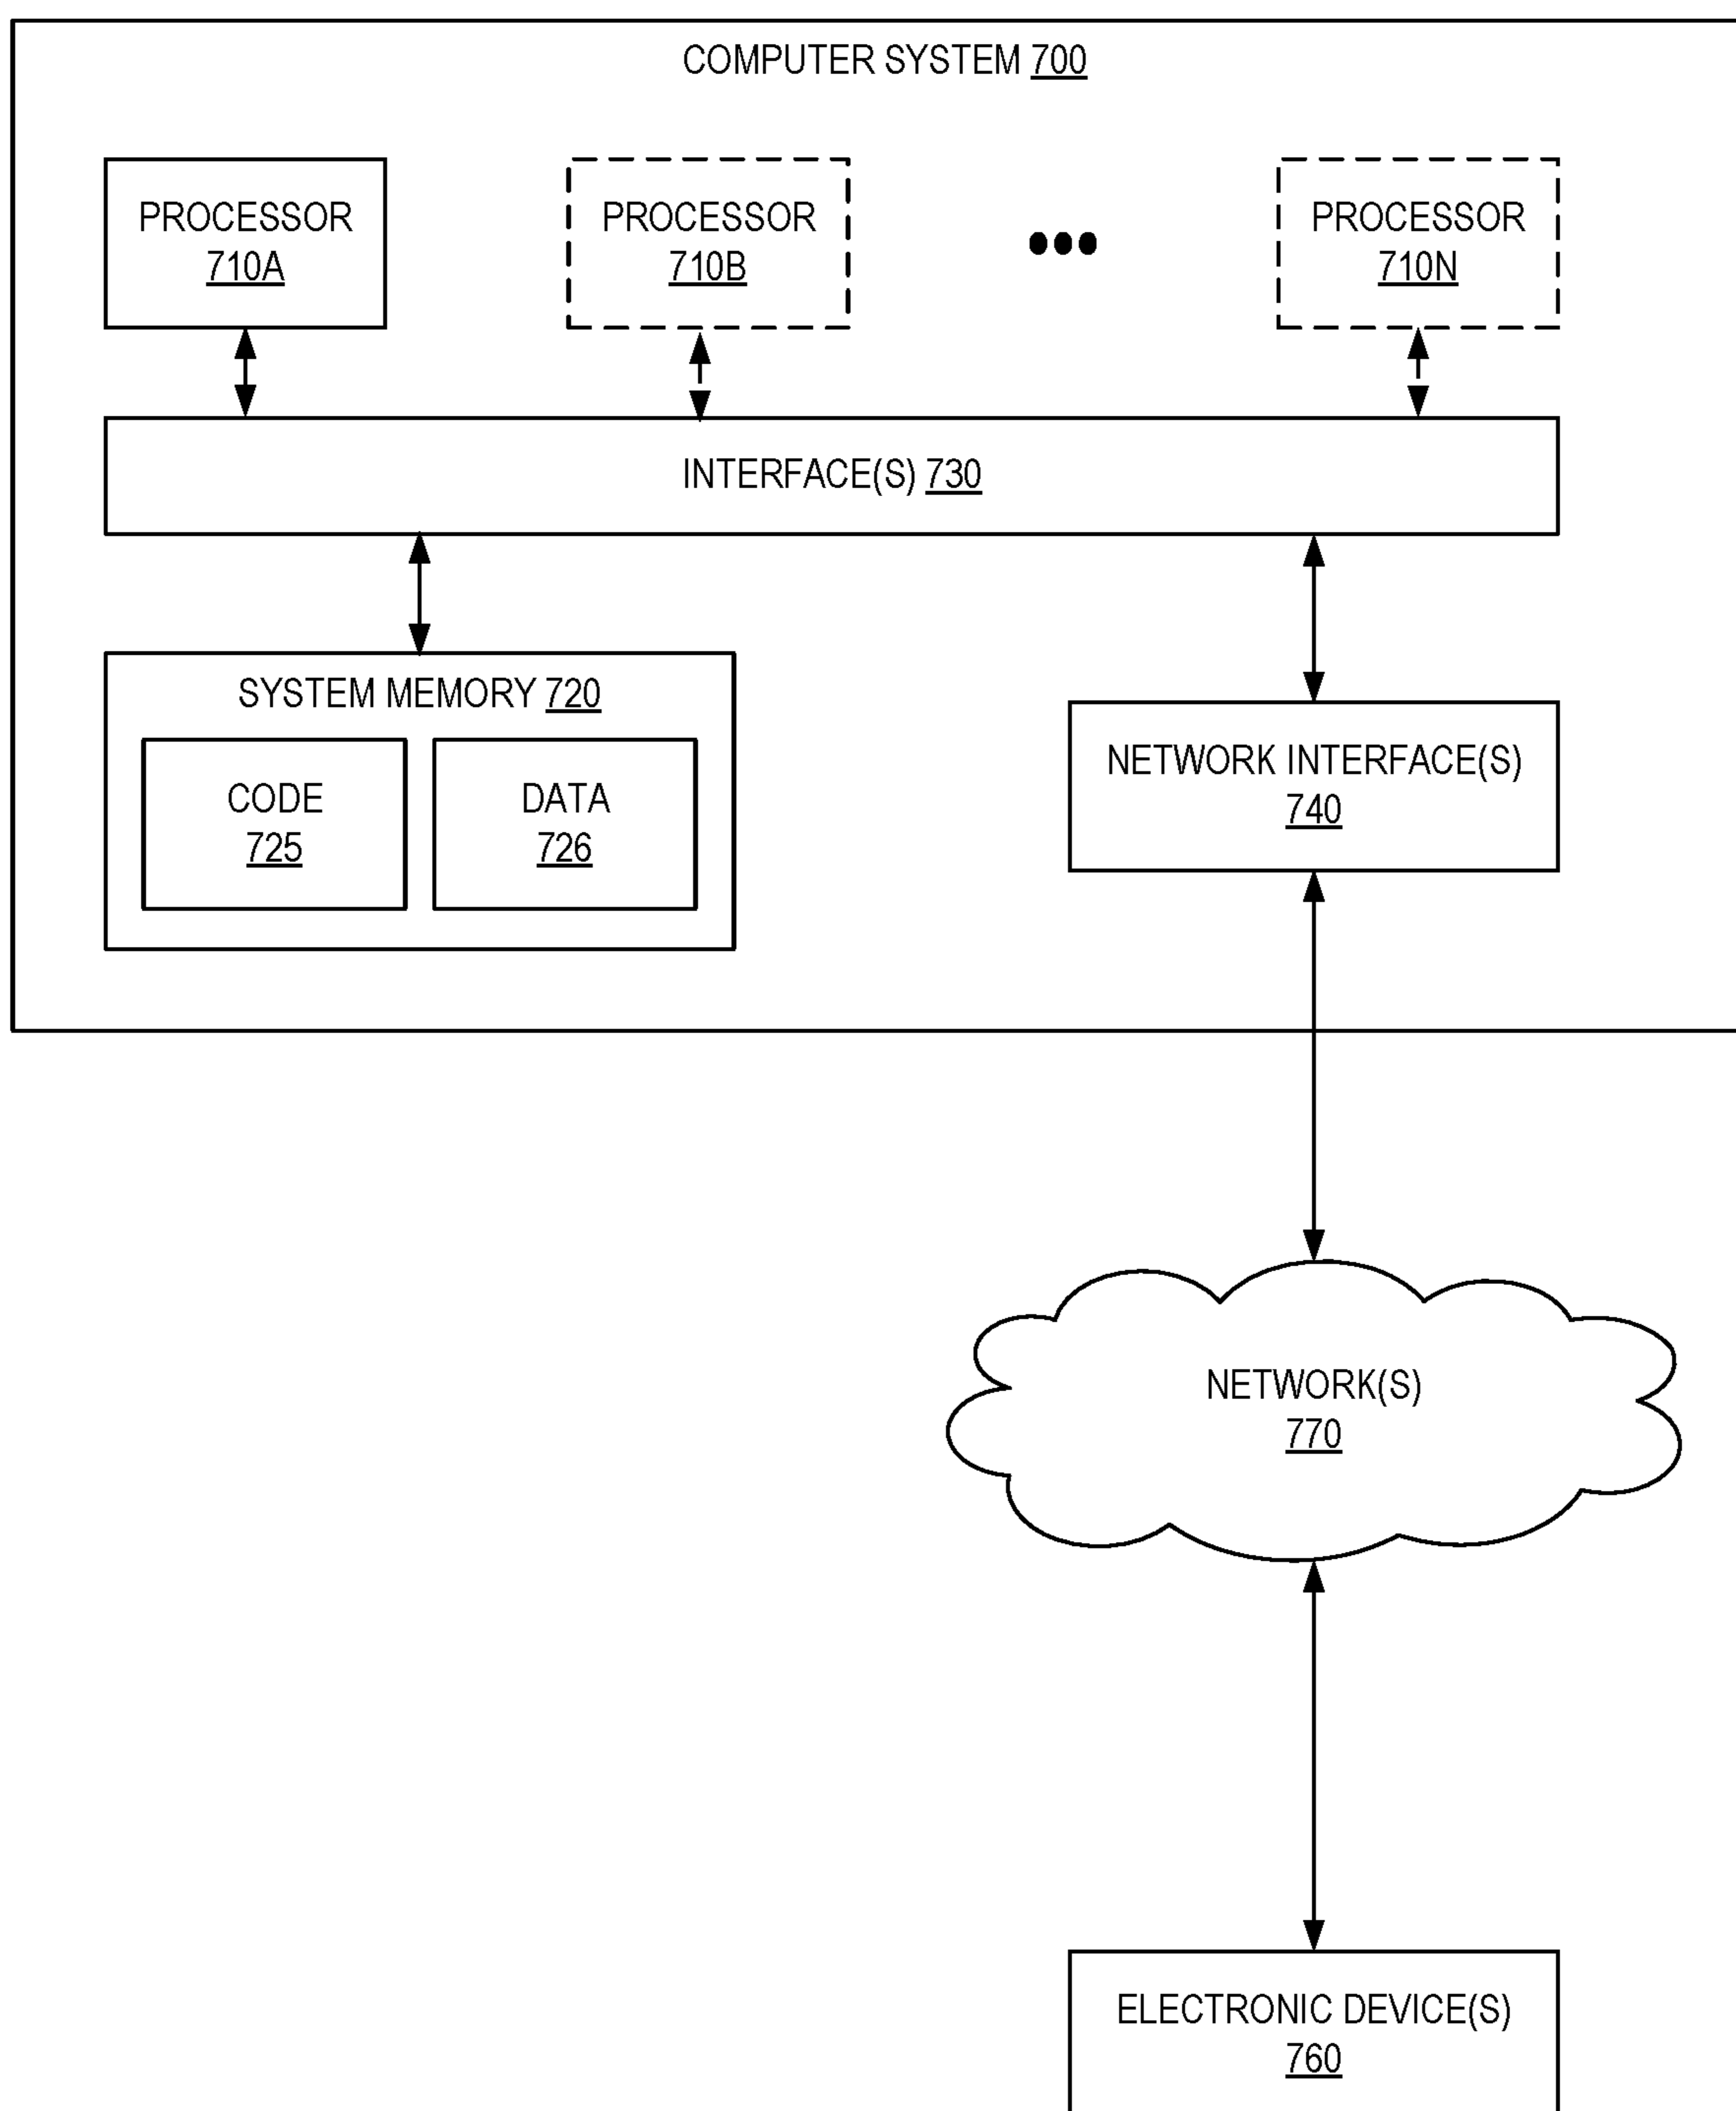 COMPUTER SYSTEM 700
PROCESSOR
710A
PROCESSOR
710B
PROCESSOR
710N
INTERFACE(S) 730
SYSTEM MEMORY 720
CODE
725
DATA
726
NETWORK INTERFACE(S)
740
NETWORK(S)
770
ELECTRONIC DEVICE(S)
760